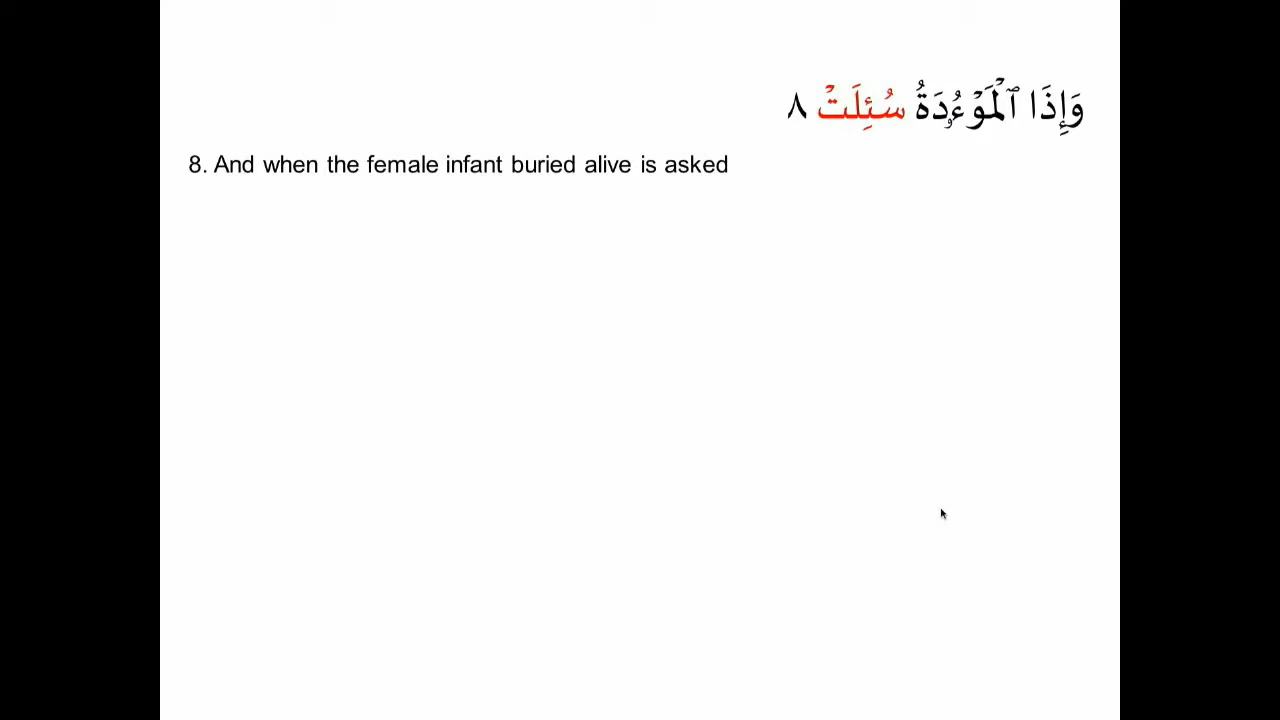 وَإِذَا ٱلْمَوْءُۥدَةُ سُئِلَتْ ٨
8. And when the female infant buried alive is asked